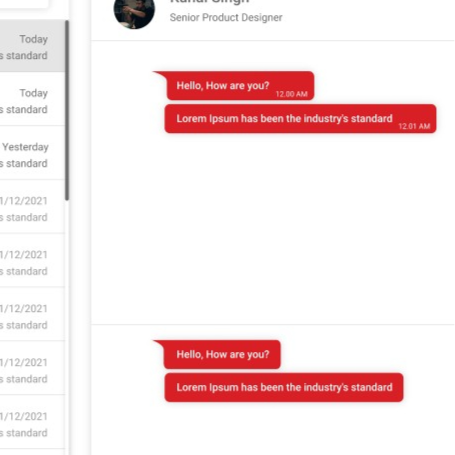 Today
s standard
Today
s standard
Yesterday
s standard
1/12/2021
s standard
1/12/2021
s standard
1/12/2021
s standard
1/12/2021
s standard
1/12/2021
s standard
Senior Product Designer
Hello, How are you?
12.00 AM
Lorem Ipsum has been the industry's standard
12.01 AM
Hello, How are you?
Lorem Ipsum has been the industry's standard